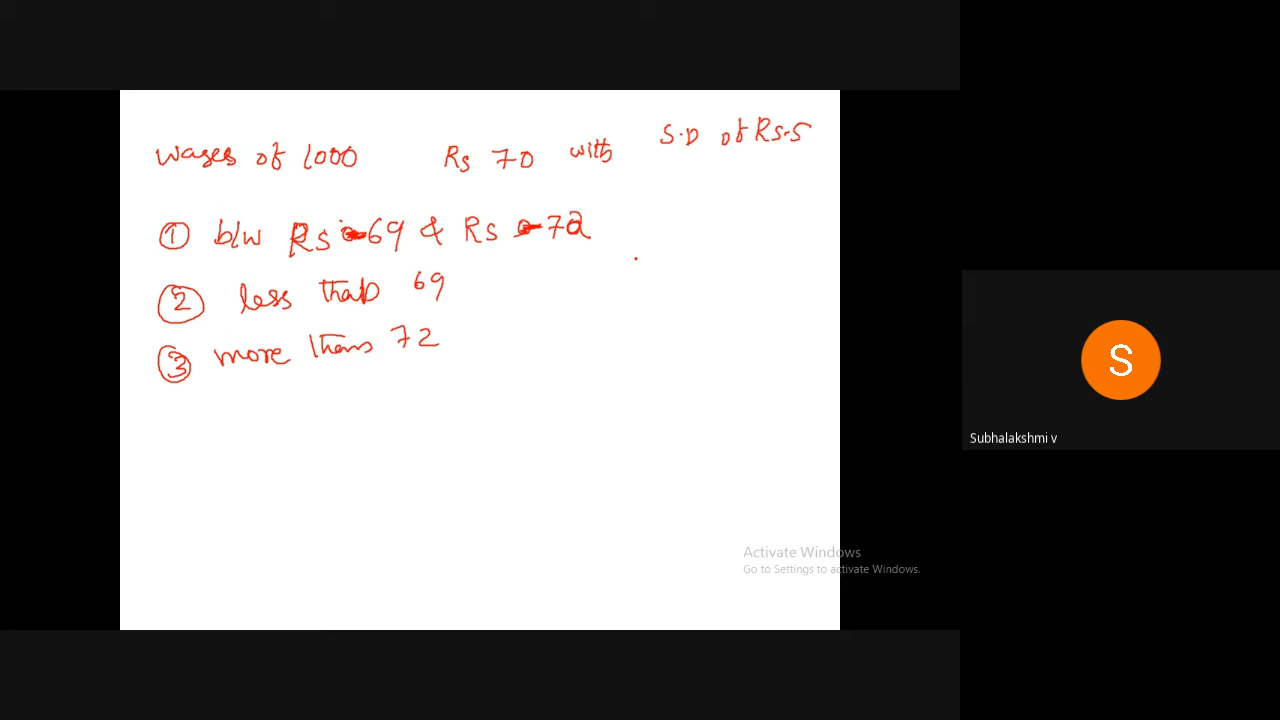 wages of 1000 Rs 70 with S.D of Rs.5
① b/w Rs 69 & Rs 72
② less than 69
③ more than 72
S
Subhalakshmi v
Activate Windows
Go to Settings to activate Windows.